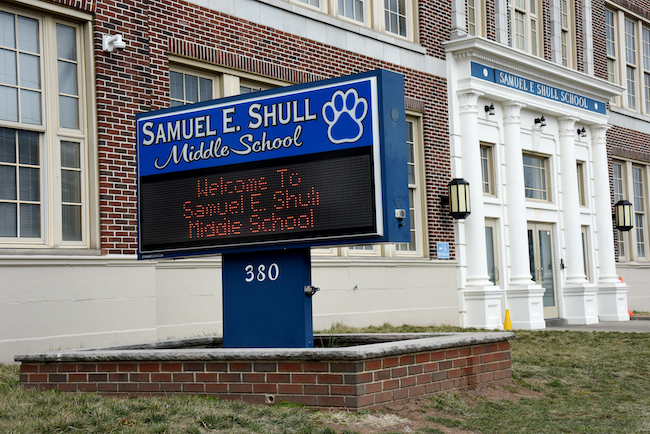 SAMUEL E. SHULL
Middle School
Welcome To
Samuel E Shull
Middle School
380
SAMUEL E SHULL SCHOOL